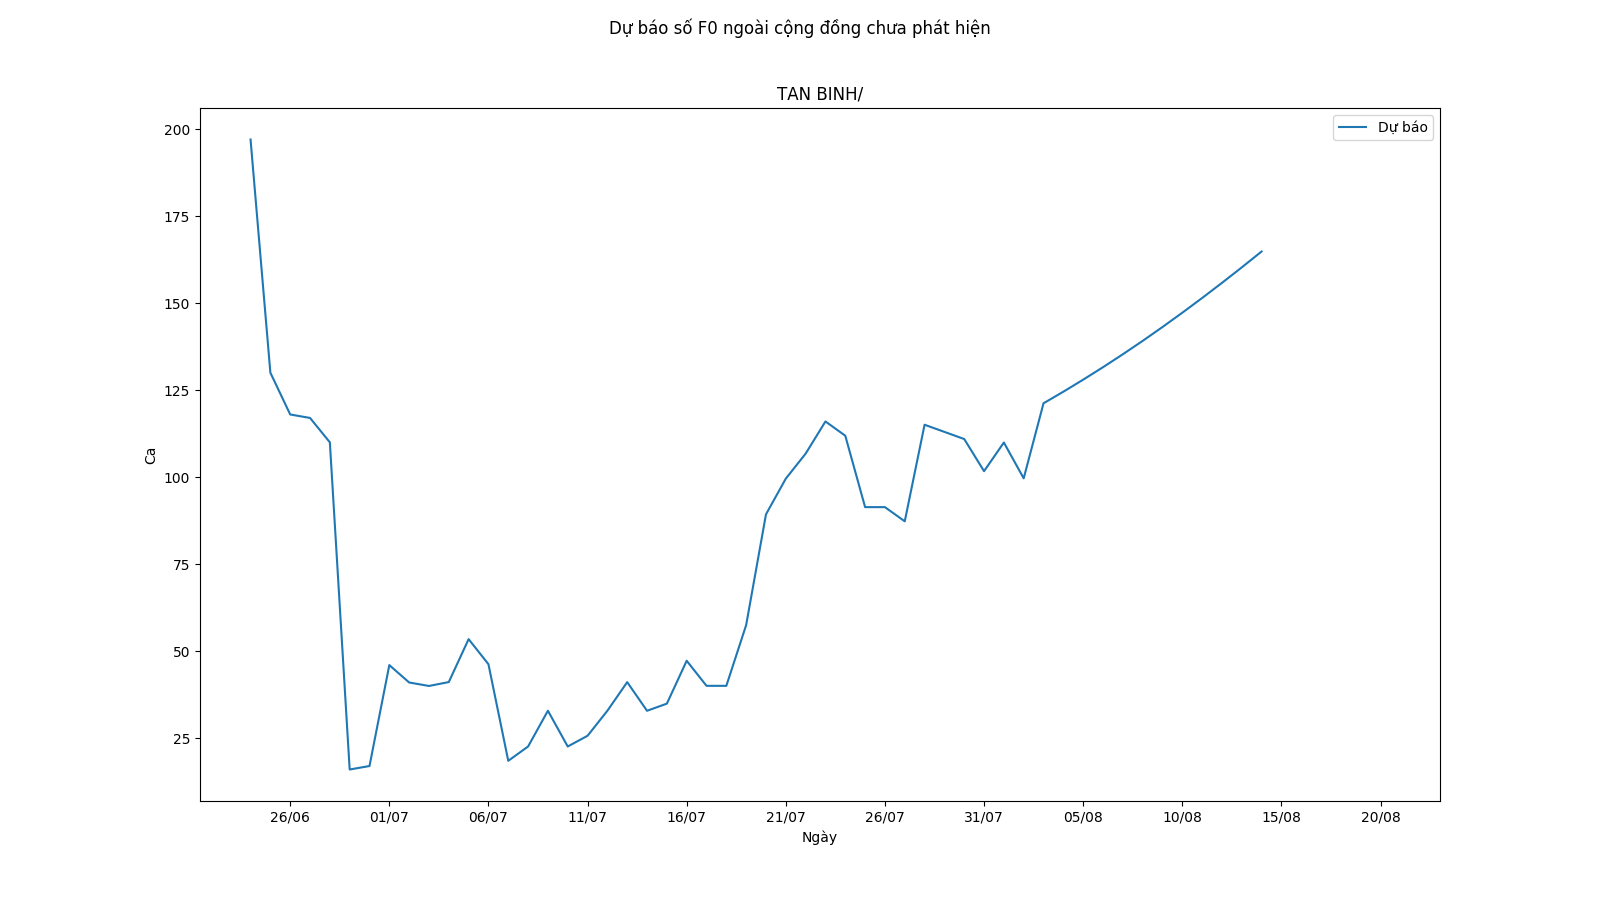 Dự báo số F0 ngoài cộng đồng chưa phát hiện
TAN BINH/
Dự báo
200
175
150
125
100
75
50
25
Ca
26/06 01/07 06/07 11/07 16/07 21/07 26/07 31/07 05/08 10/08 15/08 20/08
Ngày